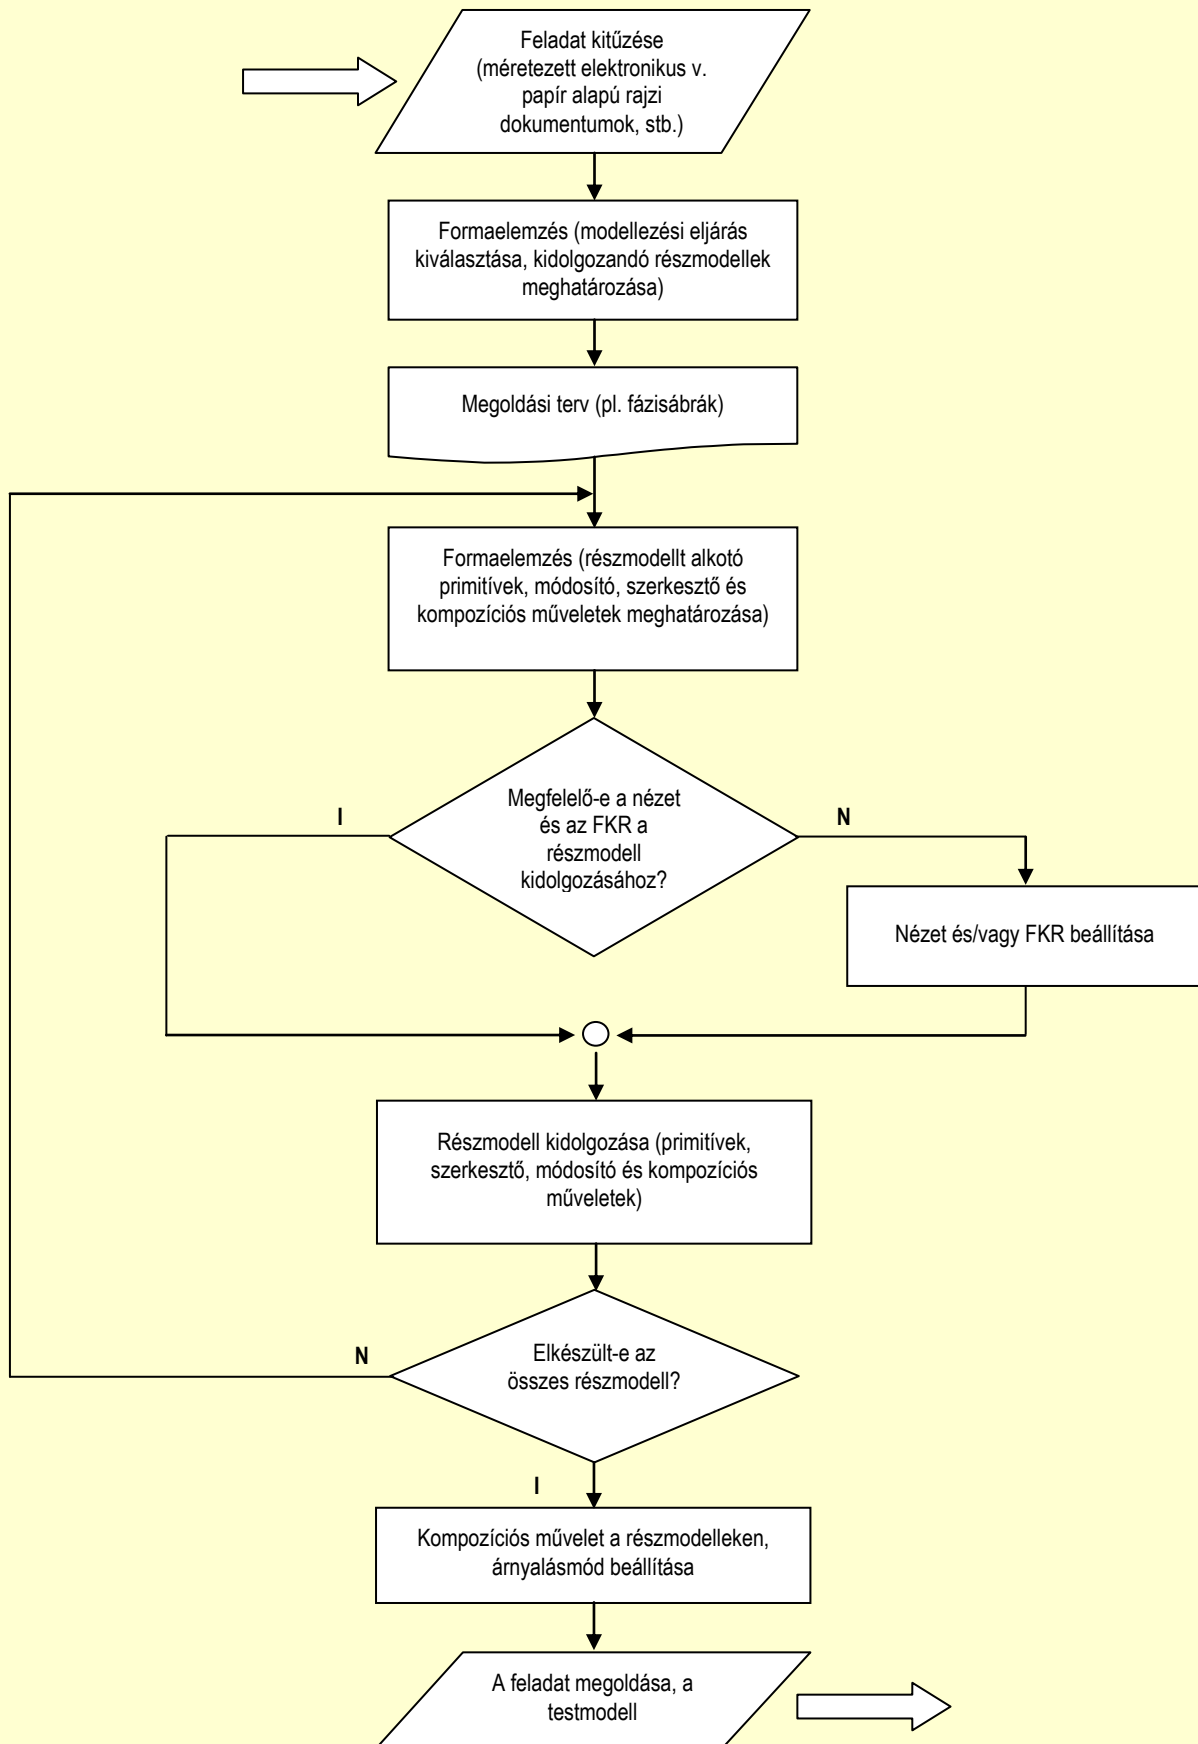 Feladat kitűzése
(méretezett elektronikus v.
papír alapú rajzi
dokumentumok, stb.)
Formaelemzés (modellezési eljárás
kiválasztása, kidolgozandó részmodellek
meghatározása)
Megoldási terv (pl. fázisábrák)
Formaelemzés (részmodellt alkotó
primitívek, módosító, szerkesztő és
kompozíciós műveletek meghatározása)
Megfelelő-e a nézet
és az FKR a
részmodell
kidolgozásához?
I
N
Nézet és/vagy FKR beállítása
Részmodell kidolgozása (primitívek,
szerkesztő, módosító és kompozíciós
műveletek)
Elkészült-e az
összes részmodell?
N
I
Kompozíciós művelet a részmodelleken,
árnyalásmód beállítása
A feladat megoldása, a
testmodell